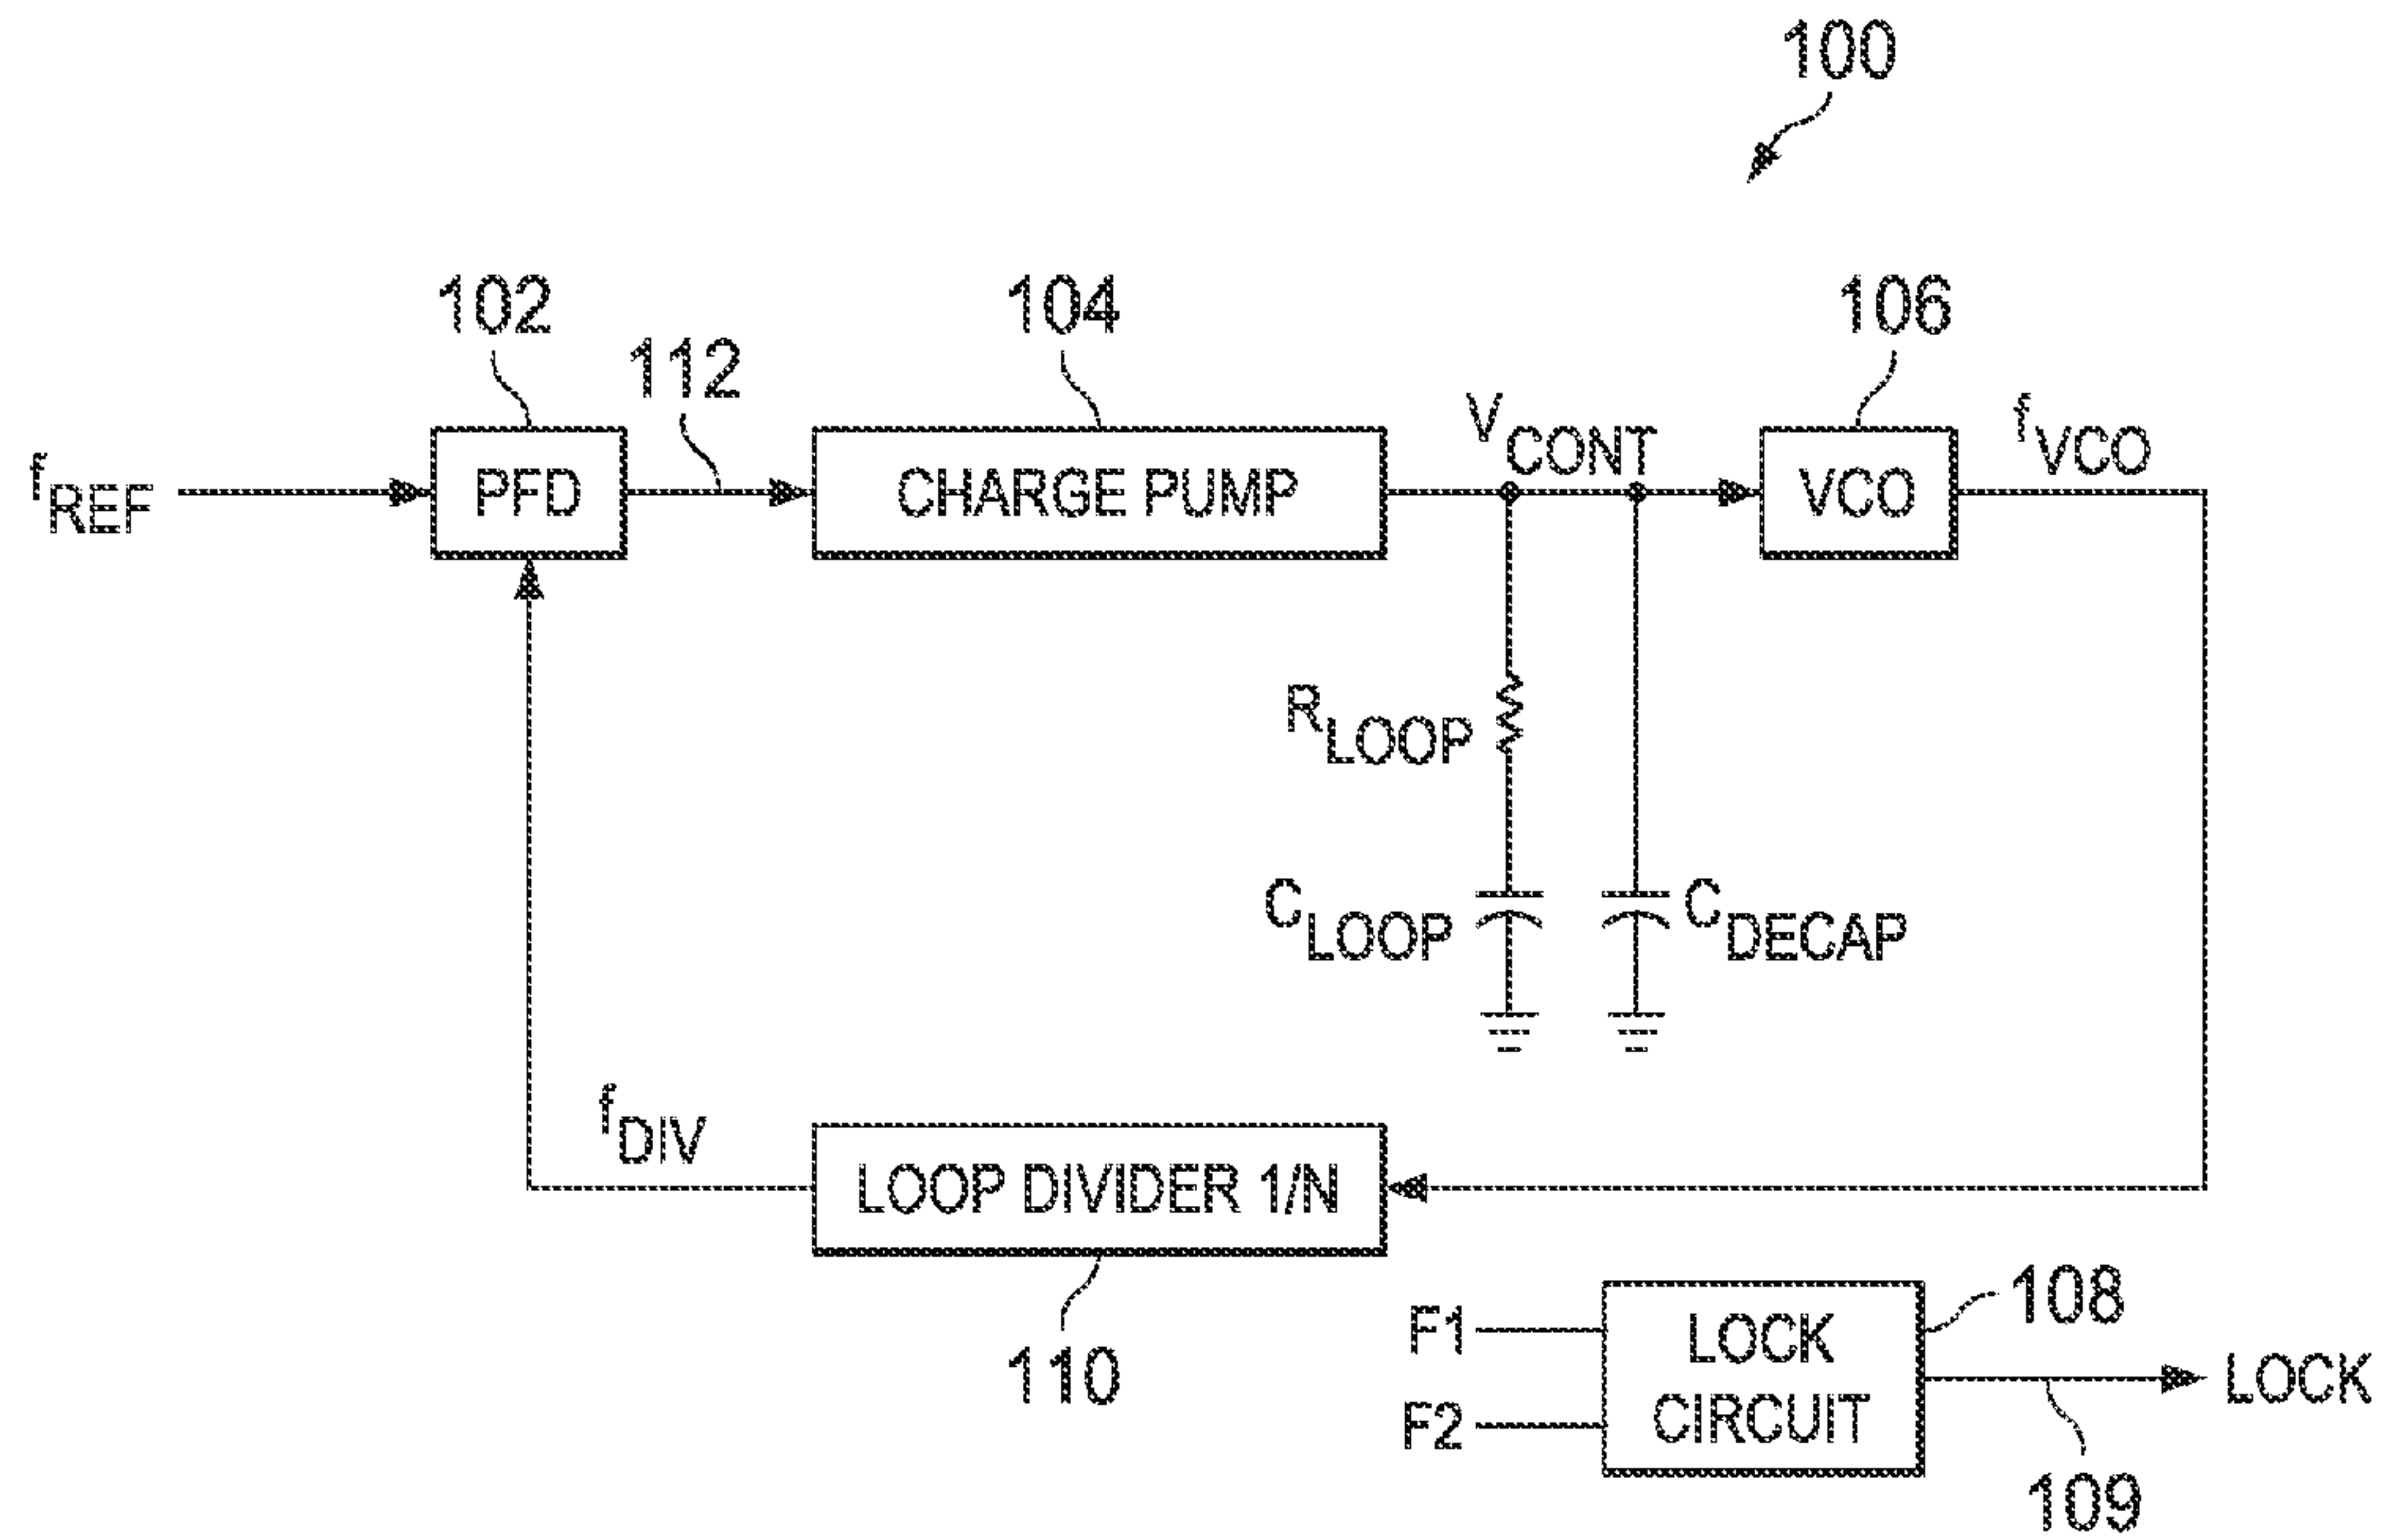 100
102
104
106
112
fREF
PFD
CHARGE PUMP
VCONT
VCO
fVCO
RLOOP
CLOOP
CDECAP
fDIV
LOOP DIVIDER 1/N
110
F1
F2
LOCK
CIRCUIT
108
LOCK
109